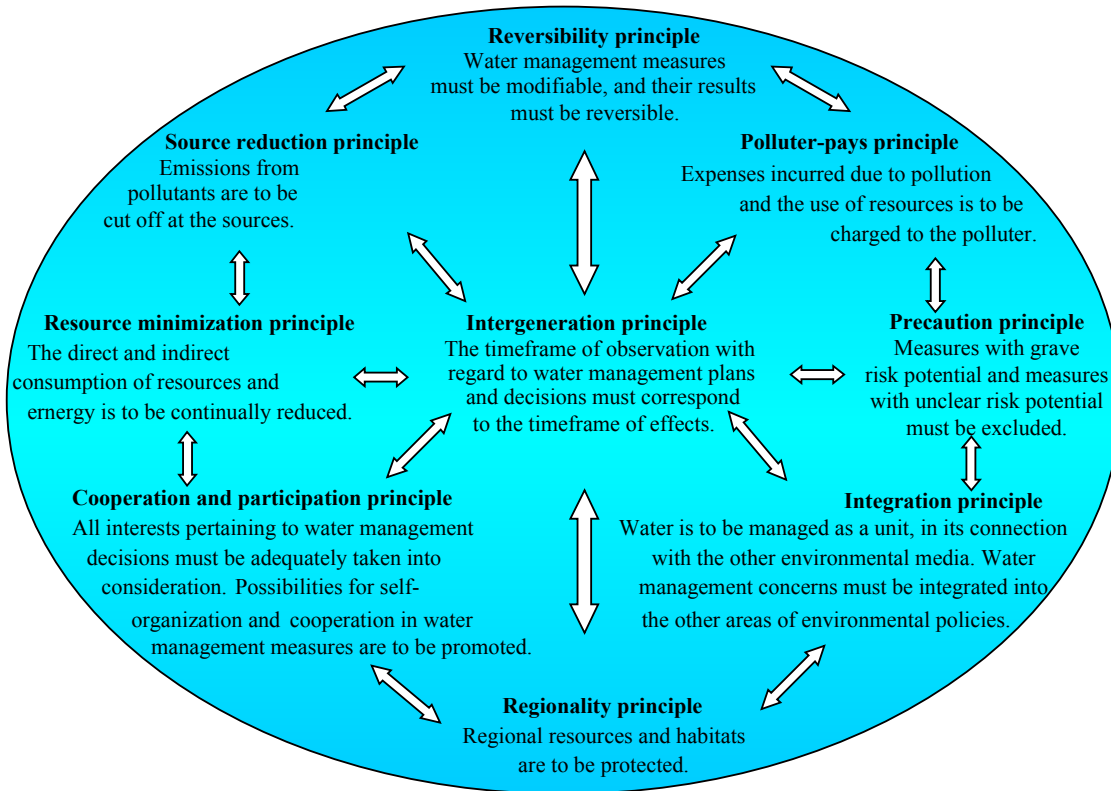 Reversibility principle
Water management measures
must be modifiable, and their results
must be reversible.
Source reduction principle
Emissions from
pollutants are to be
cut off at the sources.
Polluter-pays principle
Expenses incurred due to pollution
and the use of resources is to be
charged to the polluter.
Resource minimization principle
The direct and indirect
consumption of resources and
ernergy is to be continually reduced.
Intergeneration principle
The timeframe of observation with
regard to water management plans
and decisions must correspond
to the timeframe of effects.
Precaution principle
Measures with grave
risk potential and measures
with unclear risk potential
must be excluded.
Cooperation and participation principle
All interests pertaining to water management
decisions must be adequately taken into
consideration. Possibilities for self-
organization and cooperation in water
management measures are to be promoted.
Integration principle
Water is to be managed as a unit, in its connection
with the other environmental media. Water
management concerns must be integrated into
the other areas of environmental policies.
Regionality principle
Regional resources and habitats
are to be protected.